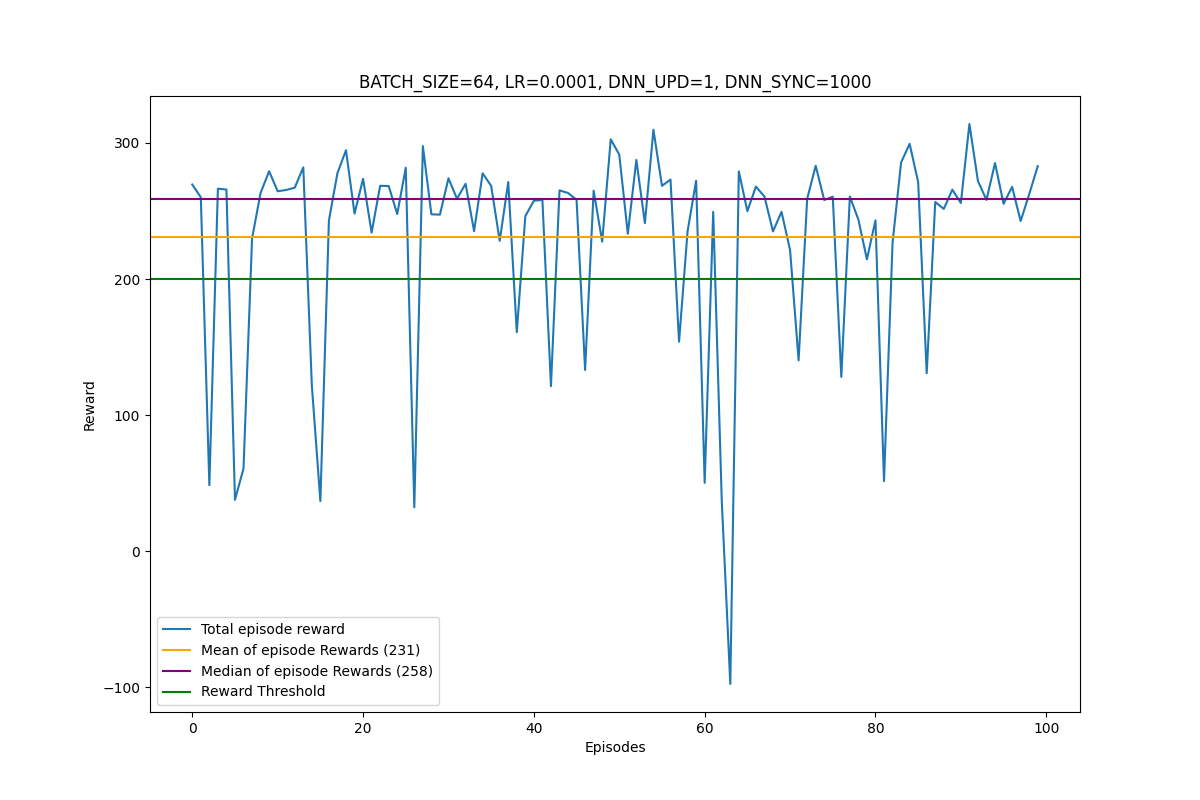 BATCH_SIZE=64, LR=0.0001, DNN_UPD=1, DNN_SYNC=1000
300
200
100
0
−100
Reward
Total episode reward
Mean of episode Rewards (231)
Median of episode Rewards (258)
Reward Threshold
0 20 40 60 80 100
Episodes